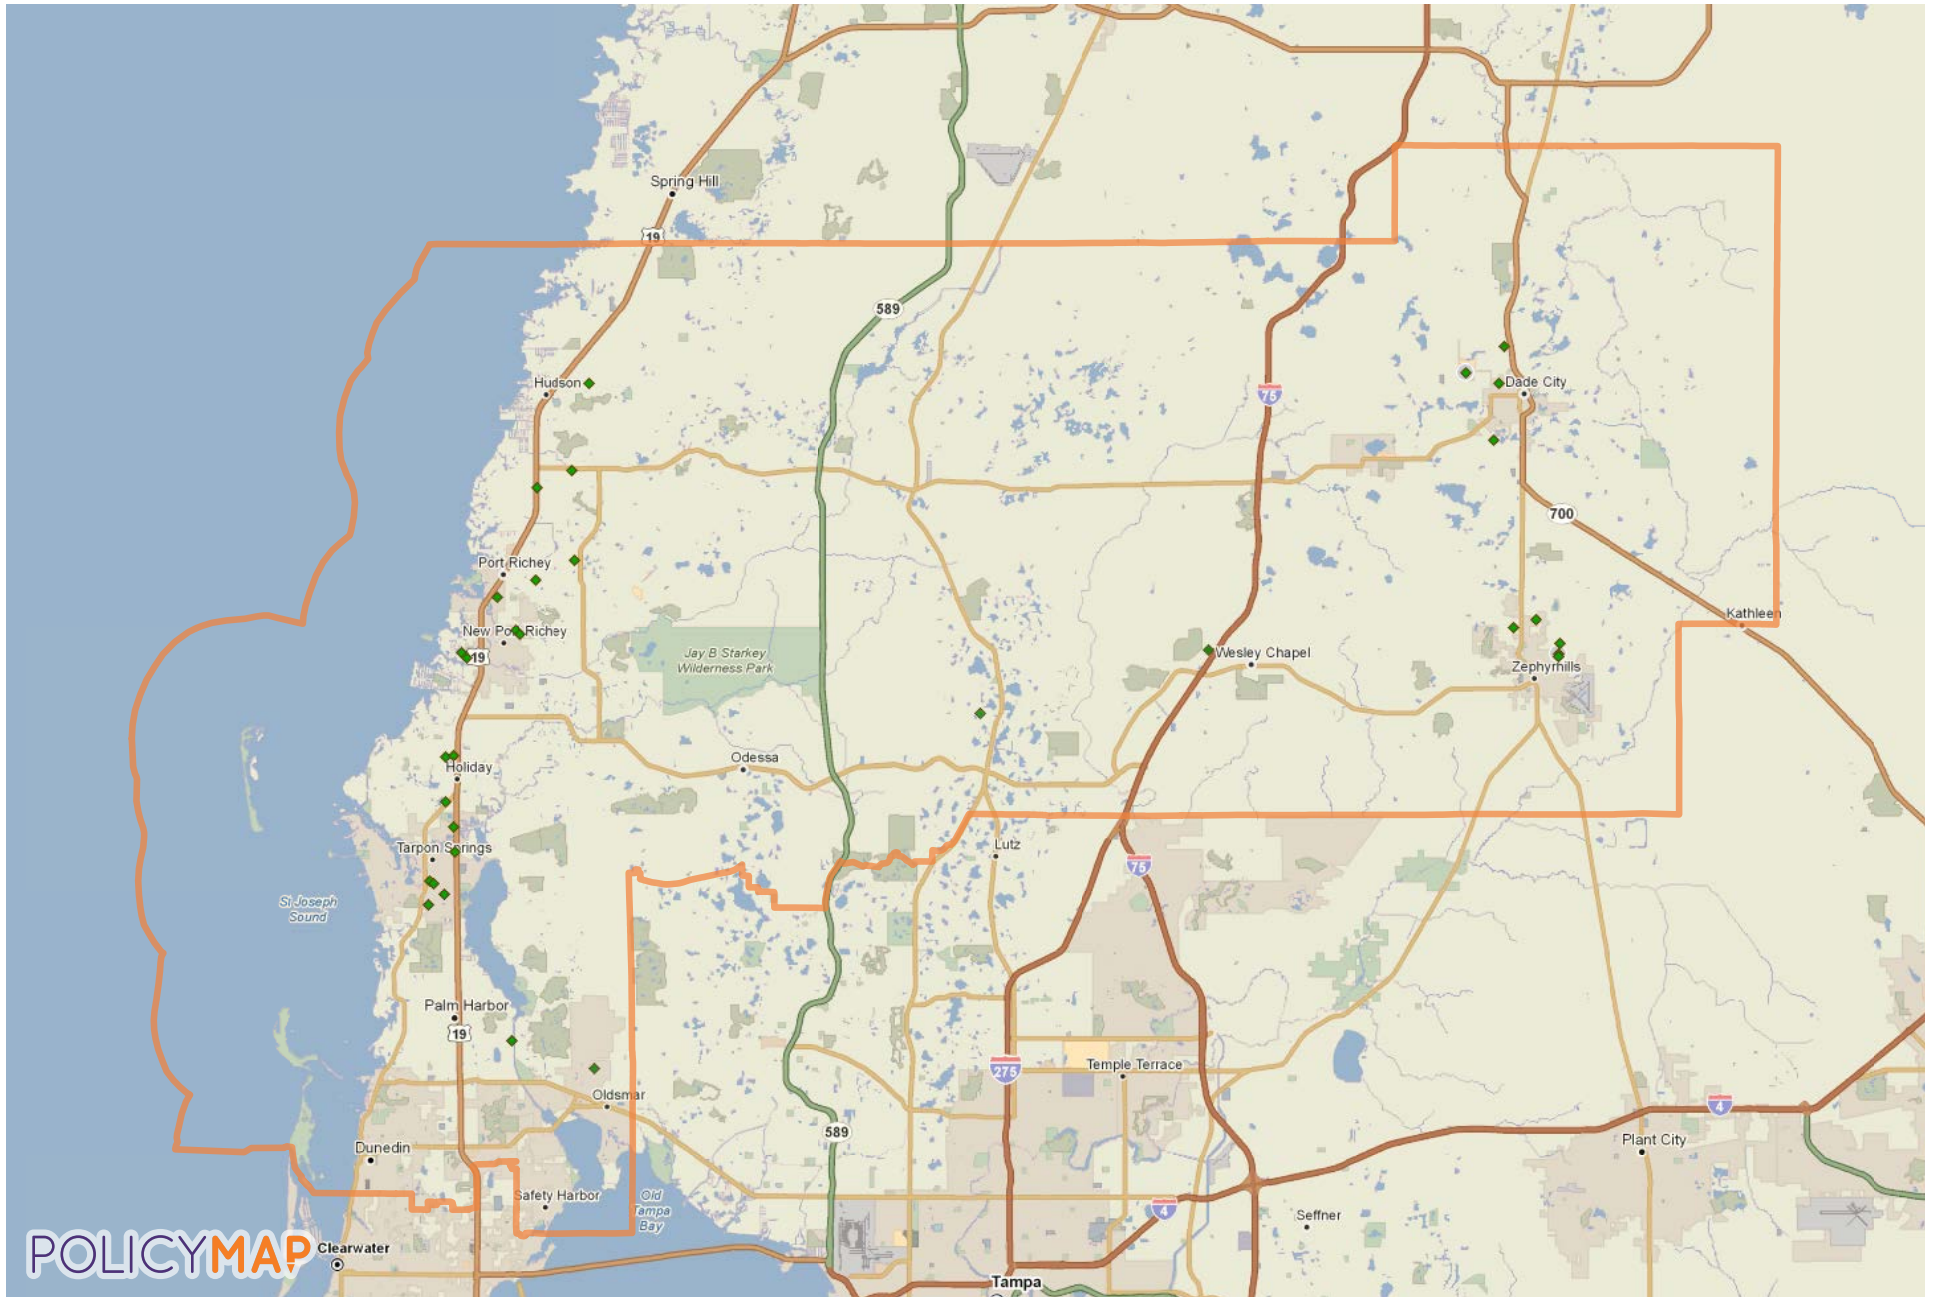 Spring Hill
19
589
Hudson
Dade City
75
700
Port Richey
Kathleen
New Port Richey
19
Jay B Starkey
Wilderness Park
Wesley Chapel
Zephyrhills
Odessa
Holiday
Tarpon Springs
Lutz
75
St Joseph
Sound
Palm Harbor
19
Temple Terrace
275
Oldsmar
4
589
Plant City
Dunedin
Safety Harbor
Old
Tampa
Bay
4
Seffner
POLICYMAP
Clearwater
Tampa